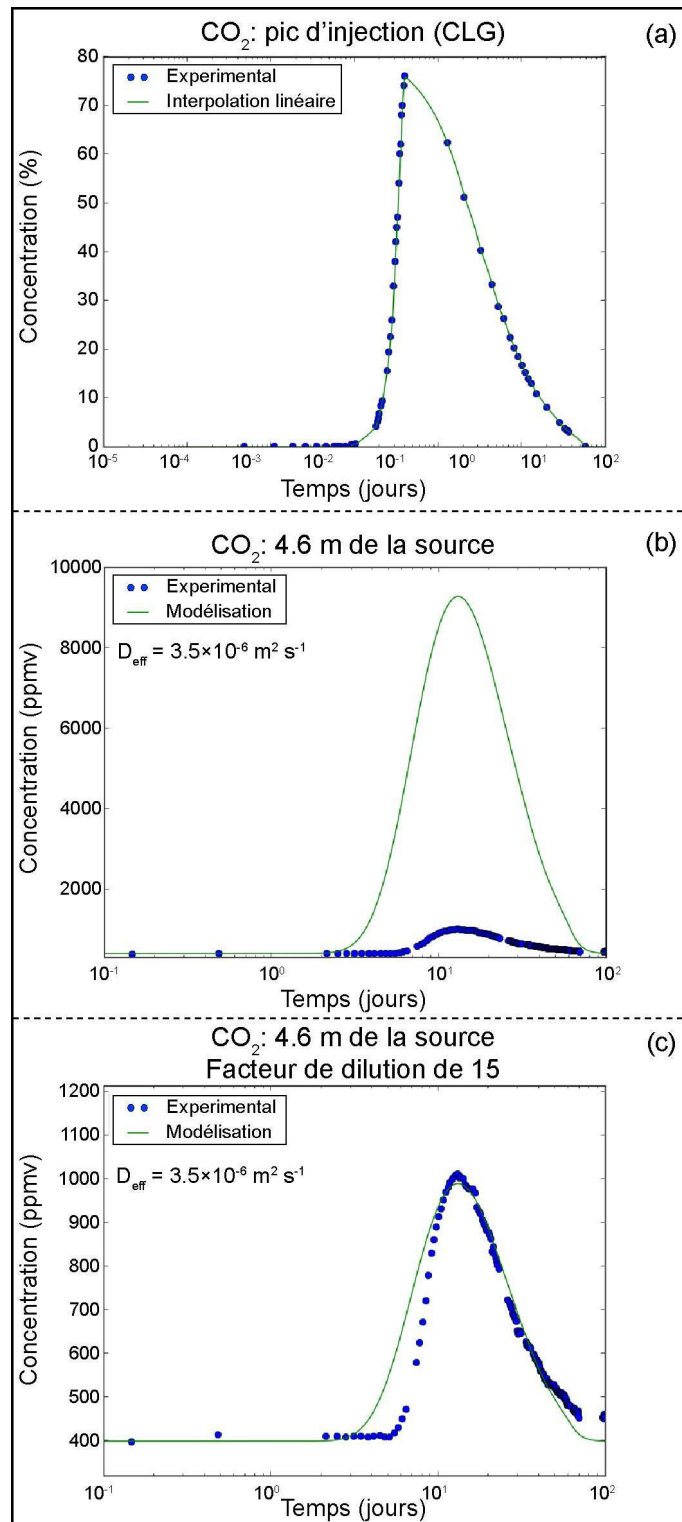 CO₂: pic d'injection (CLG)
(a)
Experimental
Interpolation linéaire
Concentration (%)
80
70
60
50
40
30
20
10
0
10⁻⁵ 10⁻⁴ 10⁻³ 10⁻² 10⁻¹ 10⁰ 10¹ 10²
Temps (jours)
CO₂: 4.6 m de la source
(b)
Experimental
Modélisation
D_eff = 3.5×10⁻⁶ m² s⁻¹
Concentration (ppmv)
10000
8000
6000
4000
2000
10⁻¹ 10⁰ 10¹ 10²
Temps (jours)
CO₂: 4.6 m de la source
(c)
Facteur de dilution de 15
Experimental
Modélisation
D_eff = 3.5×10⁻⁶ m² s⁻¹
Concentration (ppmv)
1200
1100
1000
900
800
700
600
500
400
10⁻¹ 10⁰ 10¹ 10²
Temps (jours)